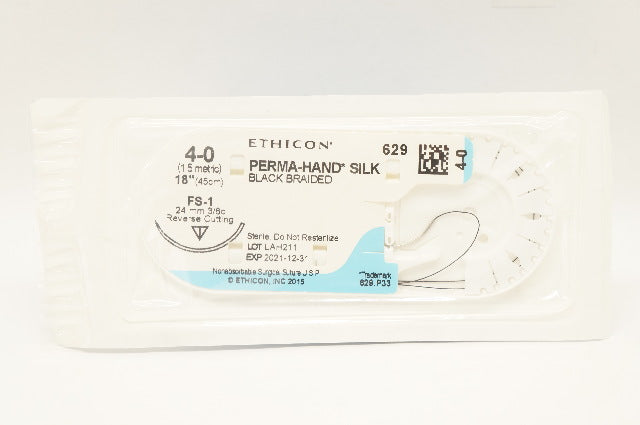 ETHICON*
4-0
(1.5 metric)
18" (45cm)
629
4-0
PERMA-HAND* SILK
BLACK BRAIDED
FS-1
24 mm 3/8c
Reverse Cutting
Sterile. Do Not Resterilize
LOT LAH211
EXP 2021-12-31
Nonabsorbable Surgical Suture U.S.P.
© ETHICON, INC 2015
*Trademark
629.P33